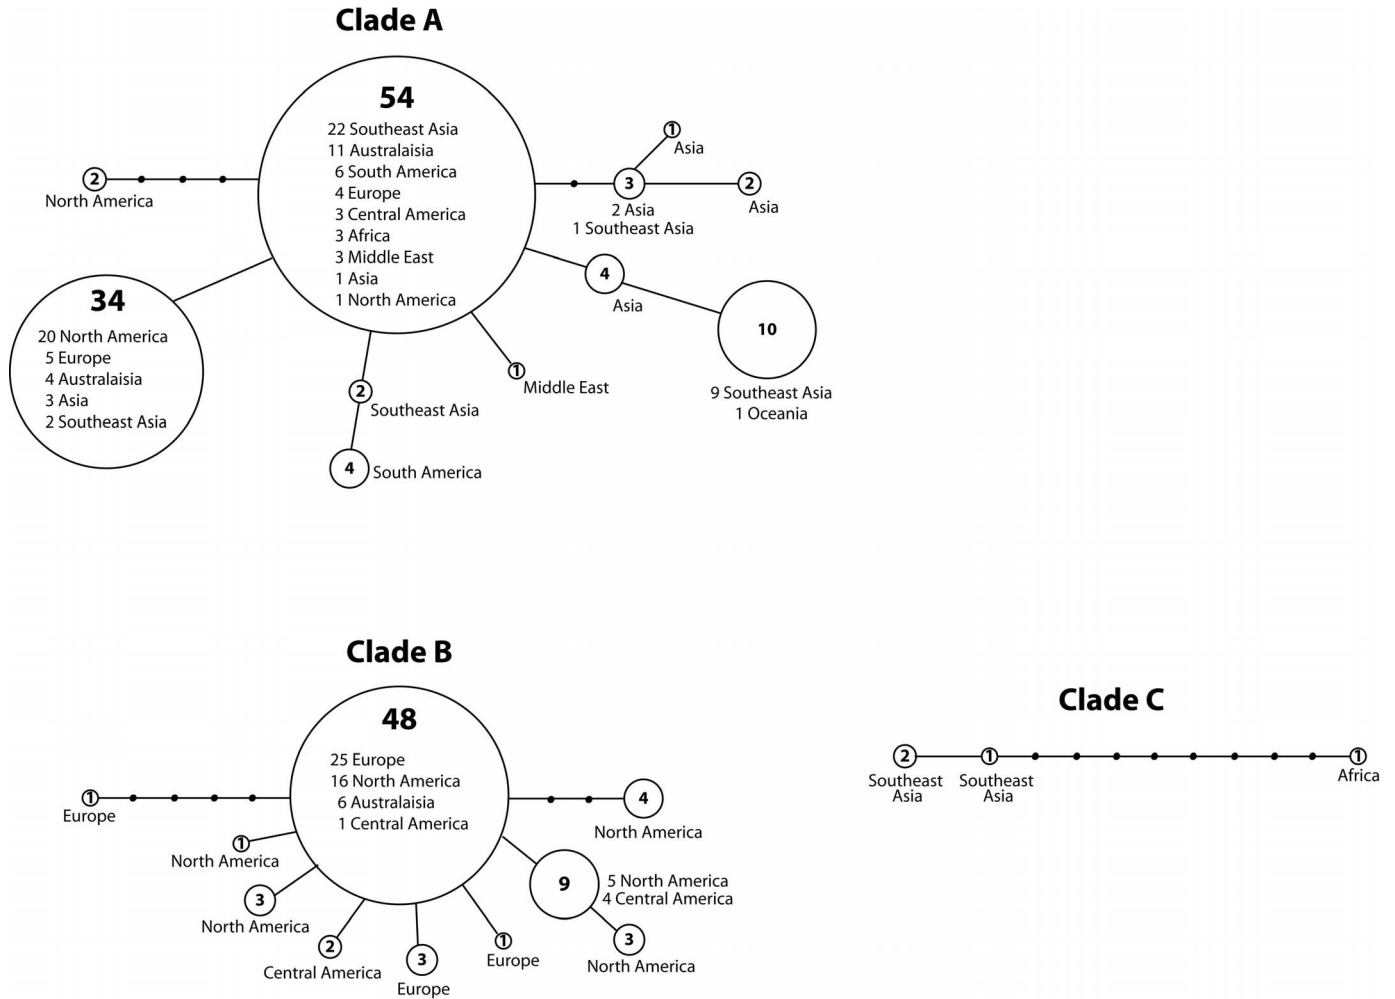 Clade A
54
22 Southeast Asia
11 Australaisia
6 South America
4 Europe
3 Central America
3 Africa
3 Middle East
1 Asia
1 North America
2
North America
1
Asia
3
2 Asia
1 Southeast Asia
2
Asia
4
Asia
10
9 Southeast Asia
1 Oceania
34
20 North America
5 Europe
4 Australaisia
3 Asia
2 Southeast Asia
1
Middle East
2
Southeast Asia
4
South America
Clade B
48
25 Europe
16 North America
6 Australaisia
1 Central America
1
Europe
1
North America
3
North America
2
Central America
3
Europe
1
Europe
4
North America
9
5 North America
4 Central America
3
North America
Clade C
2
Southeast
Asia
1
Southeast
Asia
1
Africa